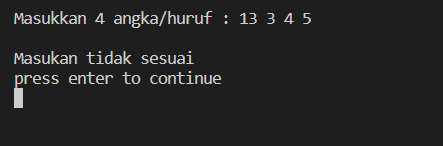 Masukkan 4 angka/huruf : 13 3 4 5
Masukan tidak sesuai
press enter to continue